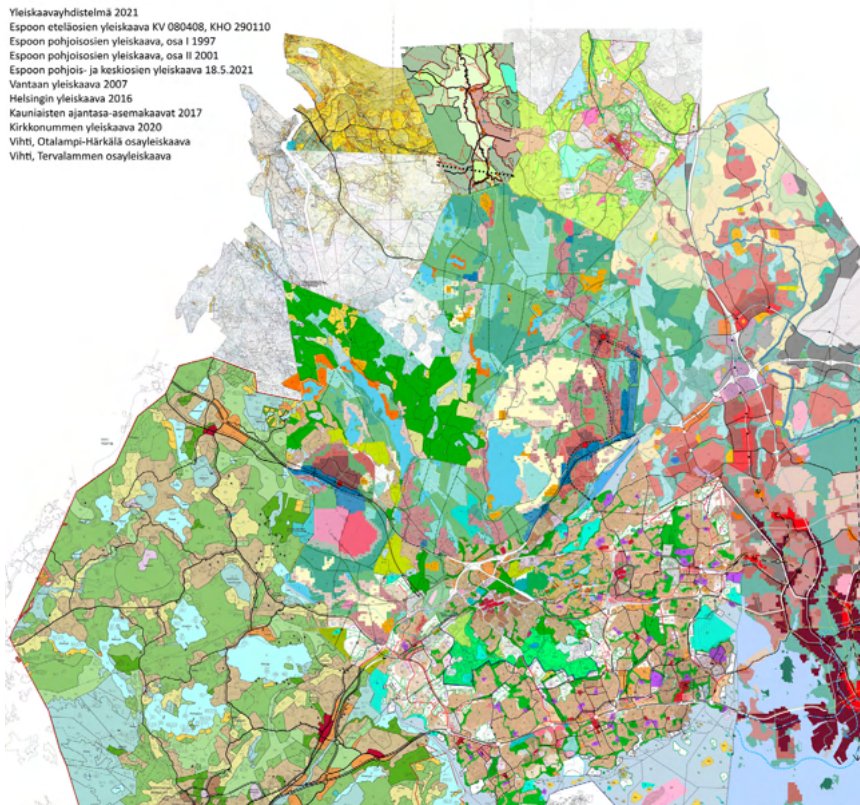 Yleiskaavayhdistelmä 2021
Espoon eteläosien yleiskaava KV 080408, KHO 290110
Espoon pohjoisosien yleiskaava, osa I 1997
Espoon pohjoisosien yleiskaava, osa II 2001
Espoon pohjois- ja keskiosien yleiskaava 18.5.2021
Vantaan yleiskaava 2007
Helsingin yleiskaava 2016
Kauniaisten ajantasa-asemakaavat 2017
Kirkkonummen yleiskaava 2020
Vihti, Otalampi-Härkälä osayleiskaava
Vihti, Tervalammen osayleiskaava